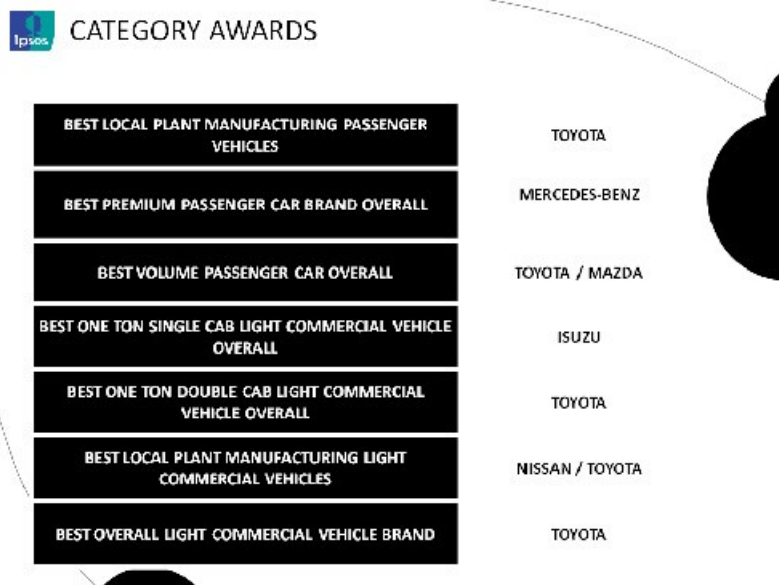 Ipsos
CATEGORY AWARDS
BEST LOCAL PLANT MANUFACTURING PASSENGER
VEHICLES
TOYOTA
BEST PREMIUM PASSENGER CAR BRAND OVERALL
MERCEDES-BENZ
BEST VOLUME PASSENGER CAR OVERALL
TOYOTA / MAZDA
BEST ONE TON SINGLE CAB LIGHT COMMERCIAL VEHICLE
OVERALL
ISUZU
BEST ONE TON DOUBLE CAB LIGHT COMMERCIAL
VEHICLE OVERALL
TOYOTA
BEST LOCAL PLANT MANUFACTURING LIGHT
COMMERCIAL VEHICLES
NISSAN / TOYOTA
BEST OVERALL LIGHT COMMERCIAL VEHICLE BRAND
TOYOTA